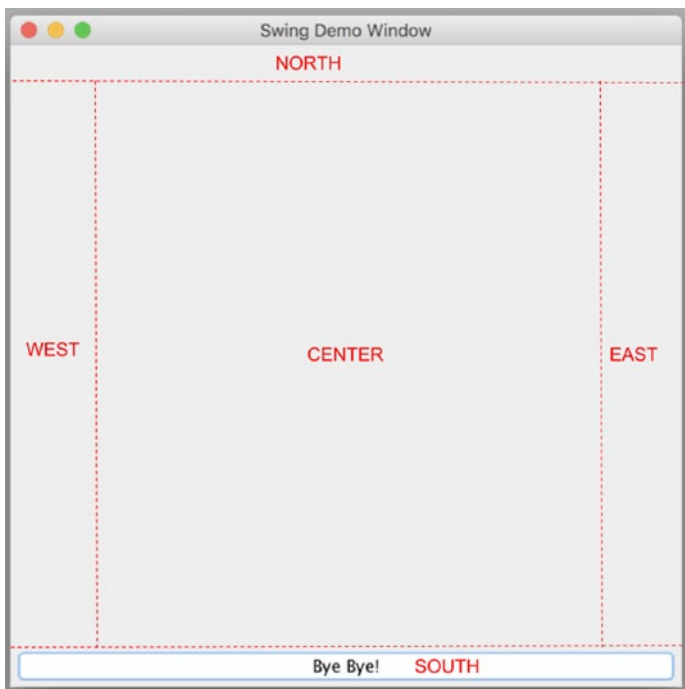 Swing Demo Window
NORTH
WEST
CENTER
EAST
Bye Bye! SOUTH